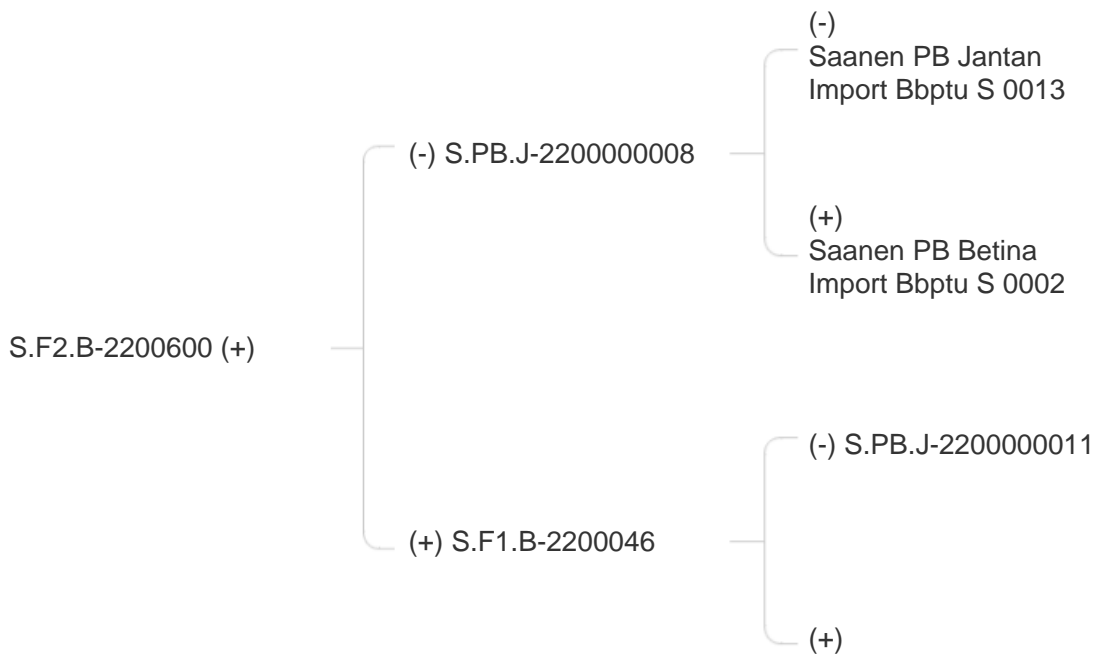 (-)
Saanen PB Jantan
Import Bbptu S 0013
(-) S.PB.J-2200000008
(+)
Saanen PB Betina
Import Bbptu S 0002
S.F2.B-2200600 (+)
(-) S.PB.J-2200000011
(+) S.F1.B-2200046
(+)